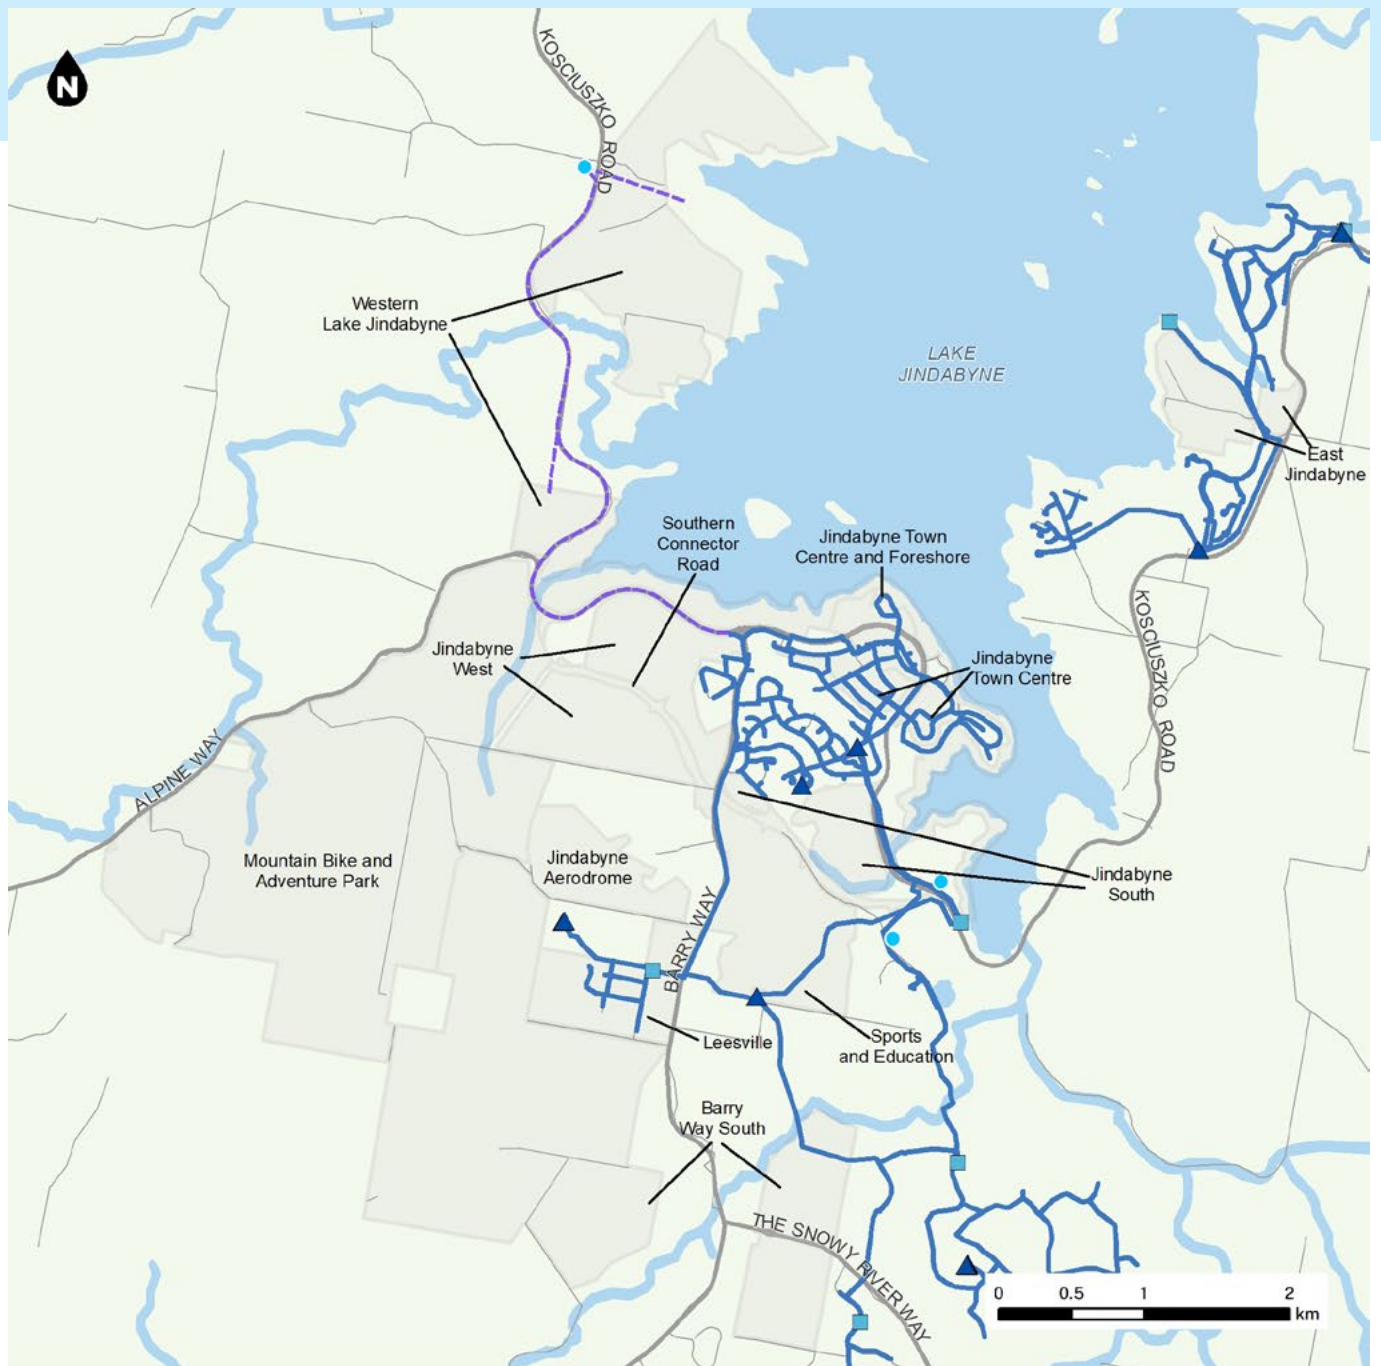 N
KOSCIUSZKO ROAD
Western
Lake Jindabyne
LAKE
JINDABYNE
East
Jindabyne
Southern
Connector
Road
Jindabyne Town
Centre and Foreshore
Jindabyne
West
Jindabyne
Town Centre
KOSCIUSZKO ROAD
ALPINE WAY
Mountain Bike and
Adventure Park
Jindabyne
Aerodrome
Jindabyne
South
BARRY WAY
Leesville
Sports
and Education
Barry
Way South
THE SNOWY RIVER WAY
0 0.5 1 2
km